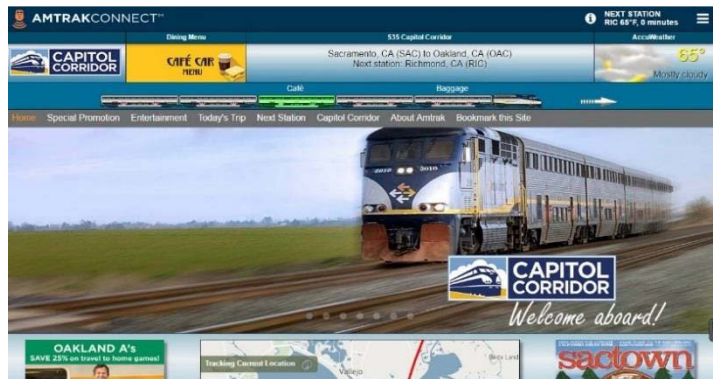 AMTRAKCONNECT™
NEXT STATION
RIC 68°F, 0 minutes
Dining Menu
535 Capitol Corridor
AccuWeather
CAPITOL
CORRIDOR
CAFÉ CAR
MENU
Sacramento, CA (SAC) to Oakland, CA (OAC)
Next station: Richmond, CA (RIC)
65°
Mostly cloudy
Café
Baggage
Home Special Promotion Entertainment Today's Trip Next Station Capitol Corridor About Amtrak Bookmark this Site
CAPITOL
CORRIDOR
Welcome aboard!
OAKLAND A's
SAVE 25% on travel to home games!
Tracking Current Location
Vallejo
sactown